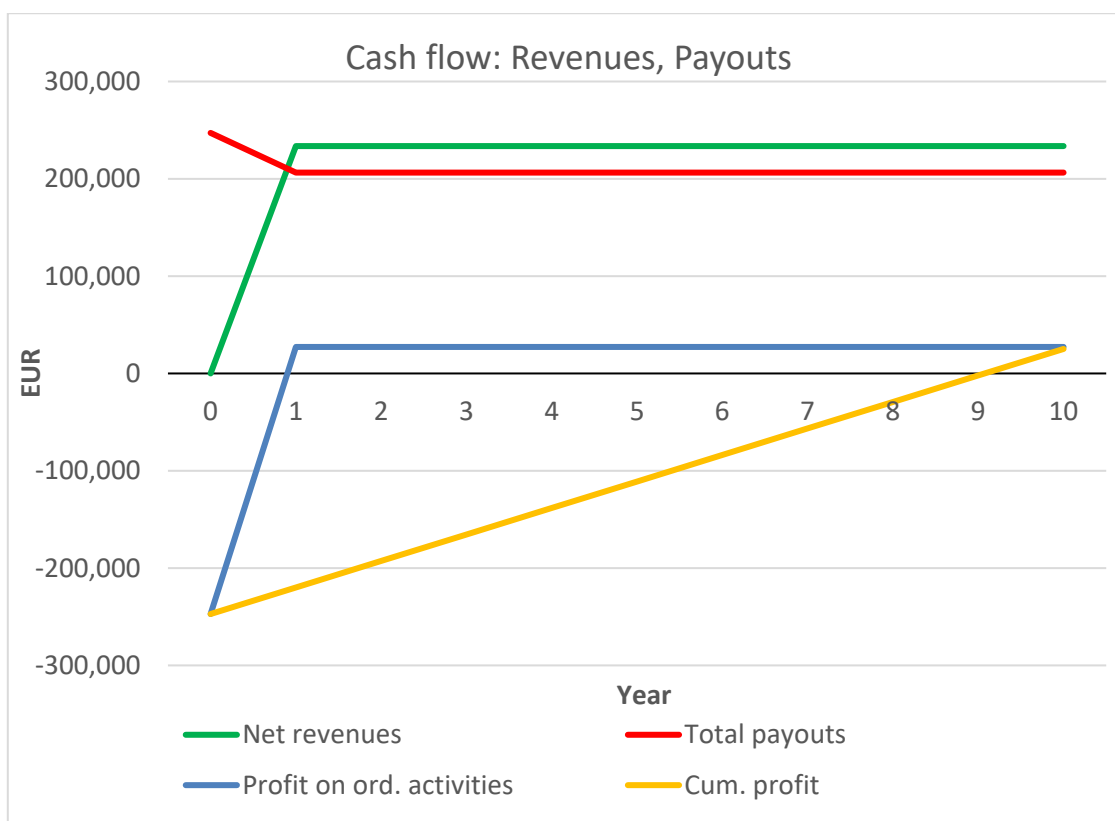 Cash flow: Revenues, Payouts
300,000
200,000
100,000
0
-100,000
-200,000
-300,000
EUR
0 1 2 3 4 5 6 7 8 9 10
Year
Net revenues
Total payouts
Profit on ord. activities
Cum. profit